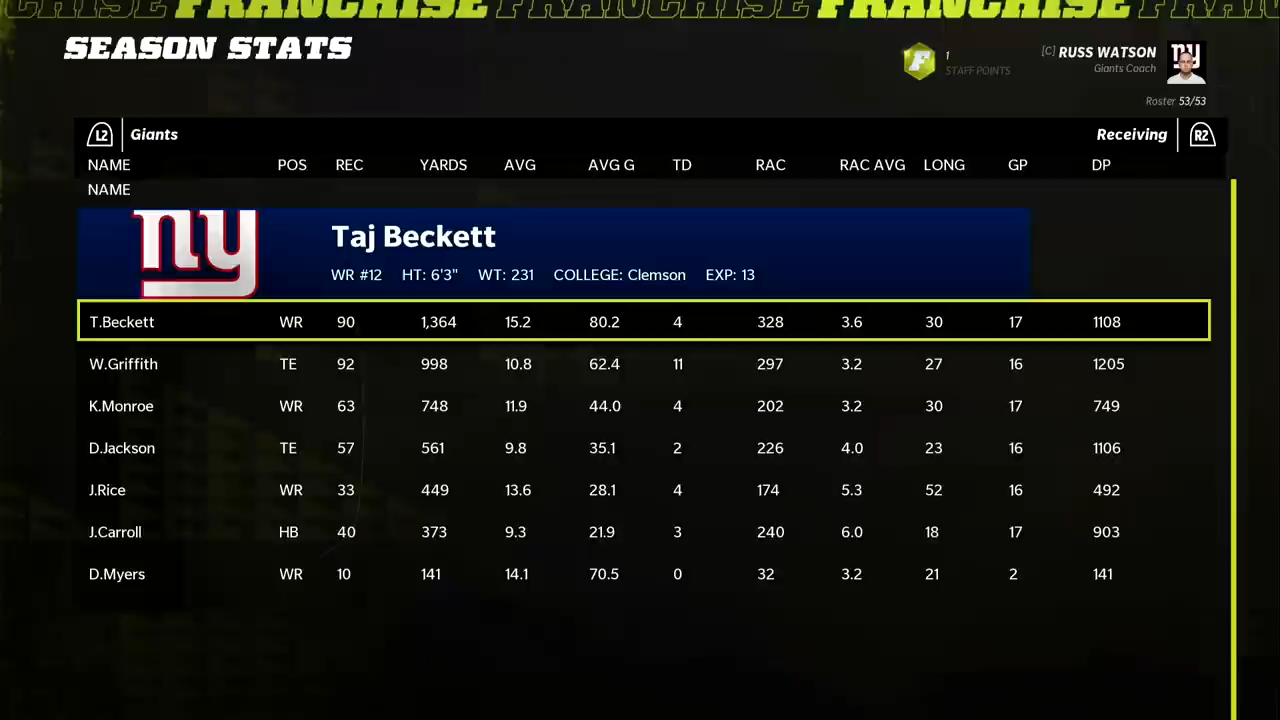 CHISE FRANCHISE FRANCHISE FRANCHISE FRANCHI
SEASON STATS
1
STAFF POINTS
[C] RUSS WATSON
Giants Coach
ny
Roster 53/53
L2 Giants Receiving R2
NAME POS REC YARDS AVG AVG G TD RAC RAC AVG LONG GP DP
NAME
ny
Taj Beckett
WR #12 HT: 6'3" WT: 231 COLLEGE: Clemson EXP: 13
T.Beckett WR 90 1,364 15.2 80.2 4 328 3.6 30 17 1108
W.Griffith TE 92 998 10.8 62.4 11 297 3.2 27 16 1205
K.Monroe WR 63 748 11.9 44.0 4 202 3.2 30 17 749
D.Jackson TE 57 561 9.8 35.1 2 226 4.0 23 16 1106
J.Rice WR 33 449 13.6 28.1 4 174 5.3 52 16 492
J.Carroll HB 40 373 9.3 21.9 3 240 6.0 18 17 903
D.Myers WR 10 141 14.1 70.5 0 32 3.2 21 2 141